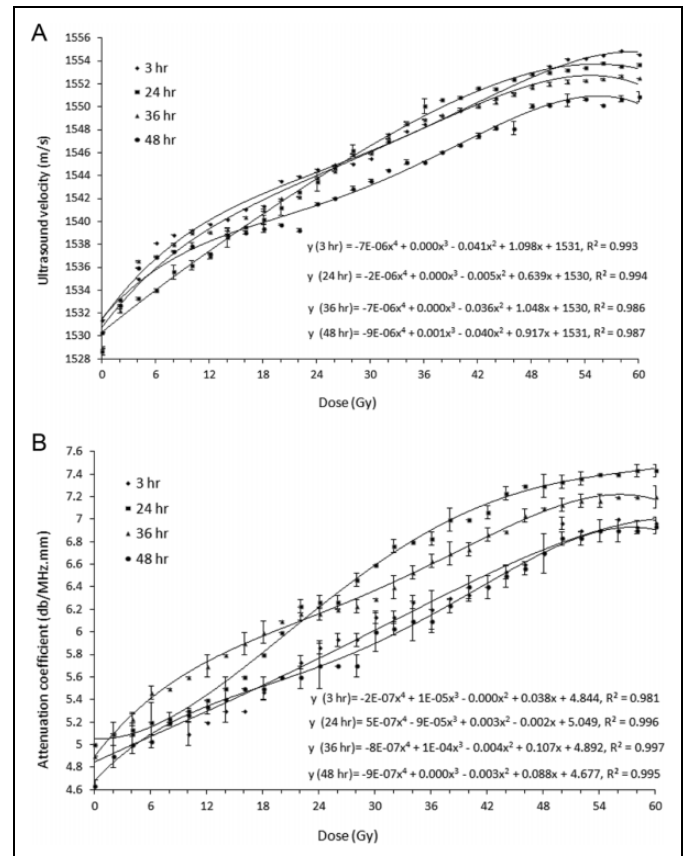 A
1556
1554
1552
1550
1548
1546
1544
1542
1540
1538
1536
1534
1532
1530
1528
Ultrasound velocity (m/s)
3 hr
24 hr
36 hr
48 hr
y (3 hr) = -7E-06x⁴ + 0.000x³ - 0.041x² + 1.098x + 1531, R² = 0.993
y (24 hr) = -2E-06x⁴ + 0.000x³ - 0.005x² + 0.639x + 1530, R² = 0.994
y (36 hr) = -7E-06x⁴ + 0.000x³ - 0.036x² + 1.048x + 1530, R² = 0.986
y (48 hr) = -9E-06x⁴ + 0.001x³ - 0.040x² + 0.917x + 1531, R² = 0.987
0 6 12 18 24 30 36 42 48 54 60
Dose (Gy)
B
7.6
7.4
7.2
7
6.8
6.6
6.4
6.2
6
5.8
5.6
5.4
5.2
5
4.8
4.6
Attenuation coefficient (db/MHz.mm)
3 hr
24 hr
36 hr
48 hr
y (3 hr)= -2E-07x⁴ + 1E-05x³ - 0.000x² + 0.038x + 4.844, R² = 0.981
y (24 hr)= 5E-07x⁴ - 9E-05x³ + 0.003x² - 0.002x + 5.049, R² = 0.996
y (36 hr)= -8E-07x⁴ + 1E-04x³ - 0.004x² + 0.107x + 4.892, R² = 0.997
y (48 hr)= -9E-07x⁴ + 0.000x³ - 0.003x² + 0.088x + 4.677, R² = 0.995
0 6 12 18 24 30 36 42 48 54 60
Dose (Gy)